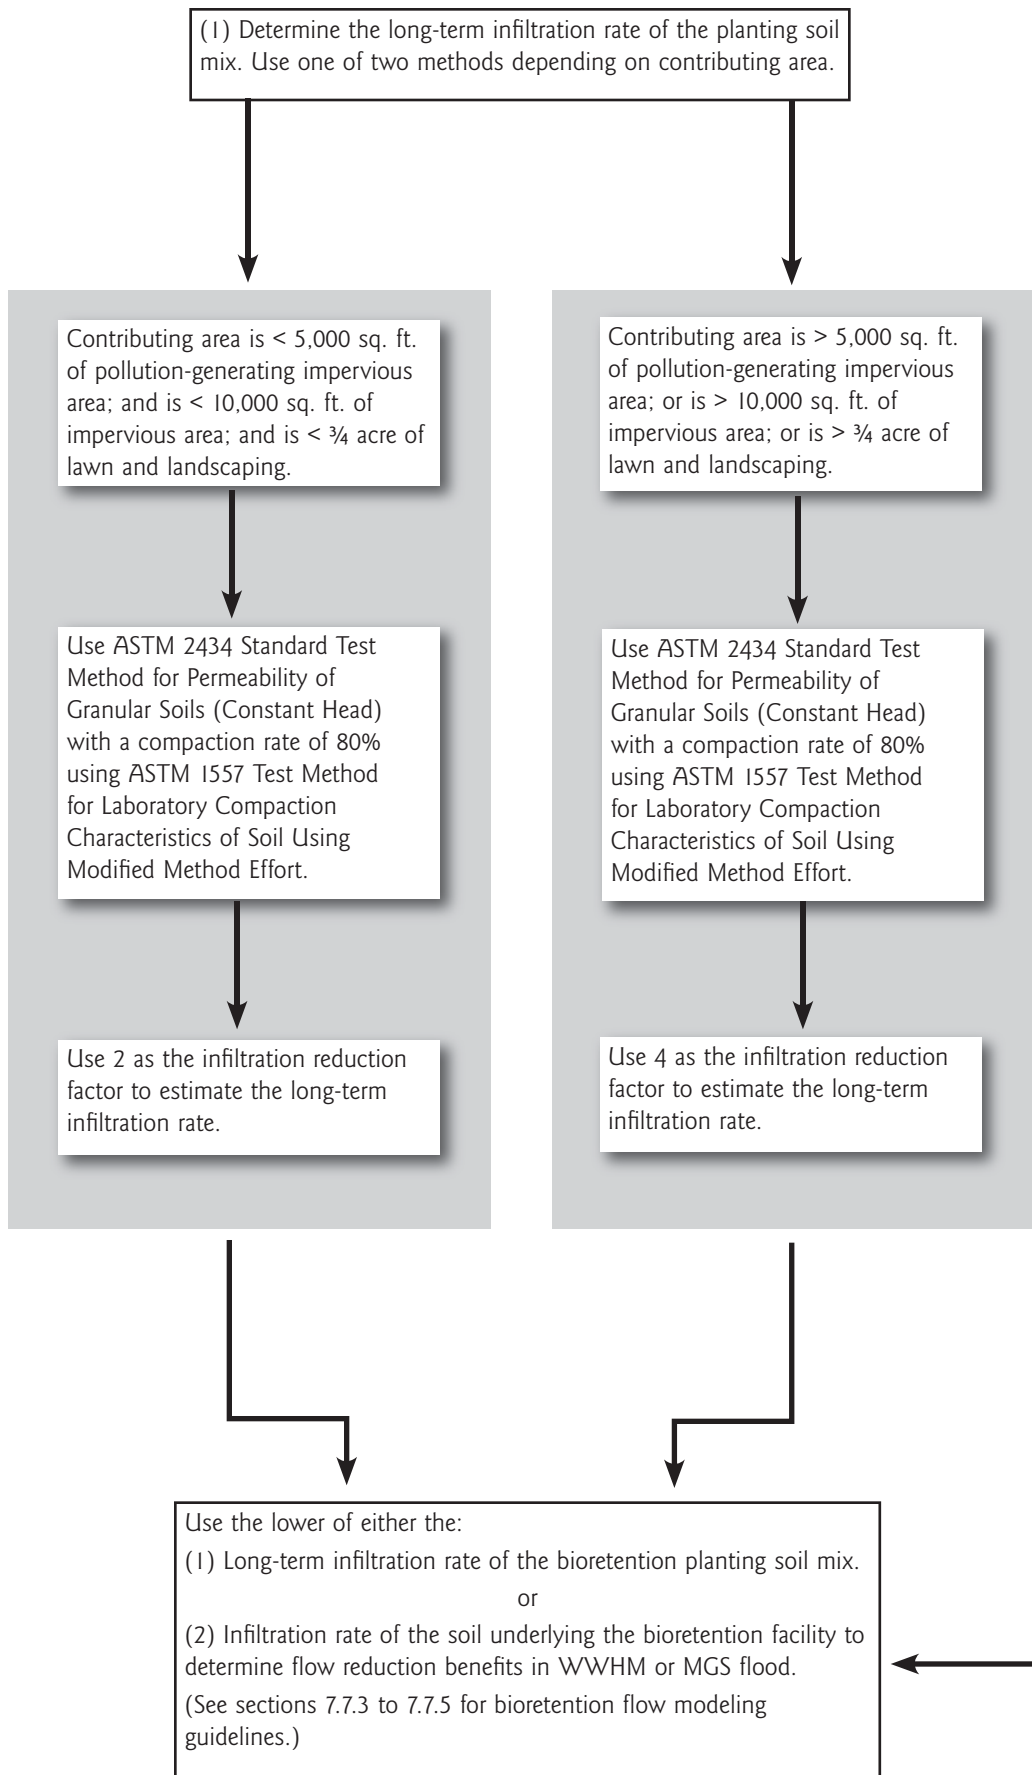 (1) Determine the long-term infiltration rate of the planting soil
mix. Use one of two methods depending on contributing area.
Contributing area is < 5,000 sq. ft.
of pollution-generating impervious
area; and is < 10,000 sq. ft. of
impervious area; and is < ¾ acre of
lawn and landscaping.
Use ASTM 2434 Standard Test
Method for Permeability of
Granular Soils (Constant Head)
with a compaction rate of 80%
using ASTM 1557 Test Method
for Laboratory Compaction
Characteristics of Soil Using
Modified Method Effort.
Use 2 as the infiltration reduction
factor to estimate the long-term
infiltration rate.
Contributing area is > 5,000 sq. ft.
of pollution-generating impervious
area; or is > 10,000 sq. ft. of
impervious area; or is > ¾ acre of
lawn and landscaping.
Use ASTM 2434 Standard Test
Method for Permeability of
Granular Soils (Constant Head)
with a compaction rate of 80%
using ASTM 1557 Test Method
for Laboratory Compaction
Characteristics of Soil Using
Modified Method Effort.
Use 4 as the infiltration reduction
factor to estimate the long-term
infiltration rate.
Use the lower of either the:
(1) Long-term infiltration rate of the bioretention planting soil mix.
or
(2) Infiltration rate of the soil underlying the bioretention facility to
determine flow reduction benefits in WWHM or MGS flood.
(See sections 7.7.3 to 7.7.5 for bioretention flow modeling
guidelines.)